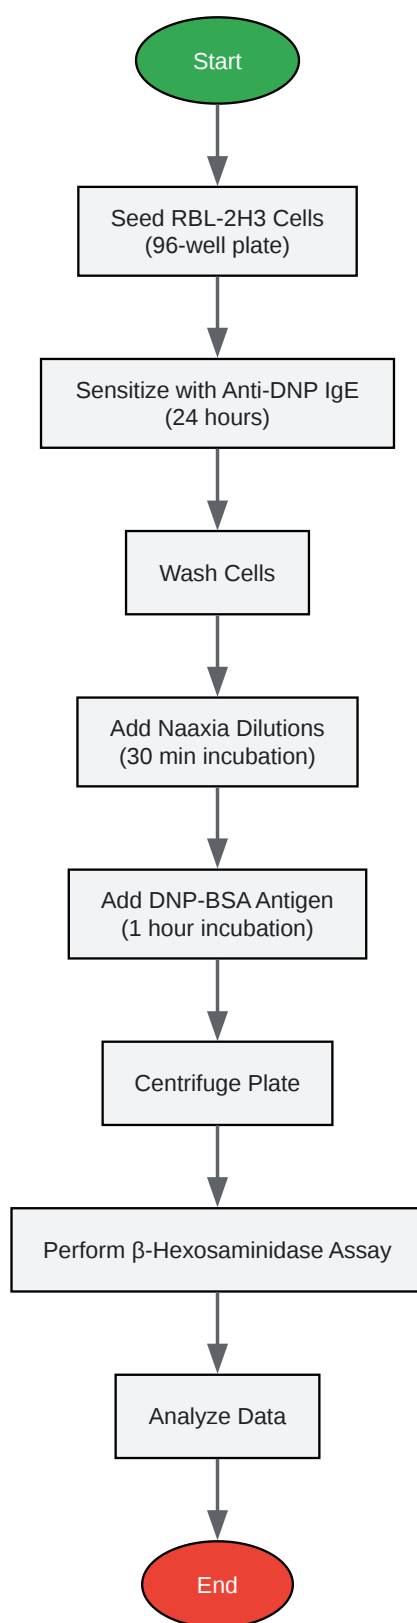 Start
Seed RBL-2H3 Cells
(96-well plate)
Sensitize with Anti-DNP IgE
(24 hours)
Wash Cells
Add Naaxia Dilutions
(30 min incubation)
Add DNP-BSA Antigen
(1 hour incubation)
Centrifuge Plate
Perform β-Hexosaminidase Assay
Analyze Data
End